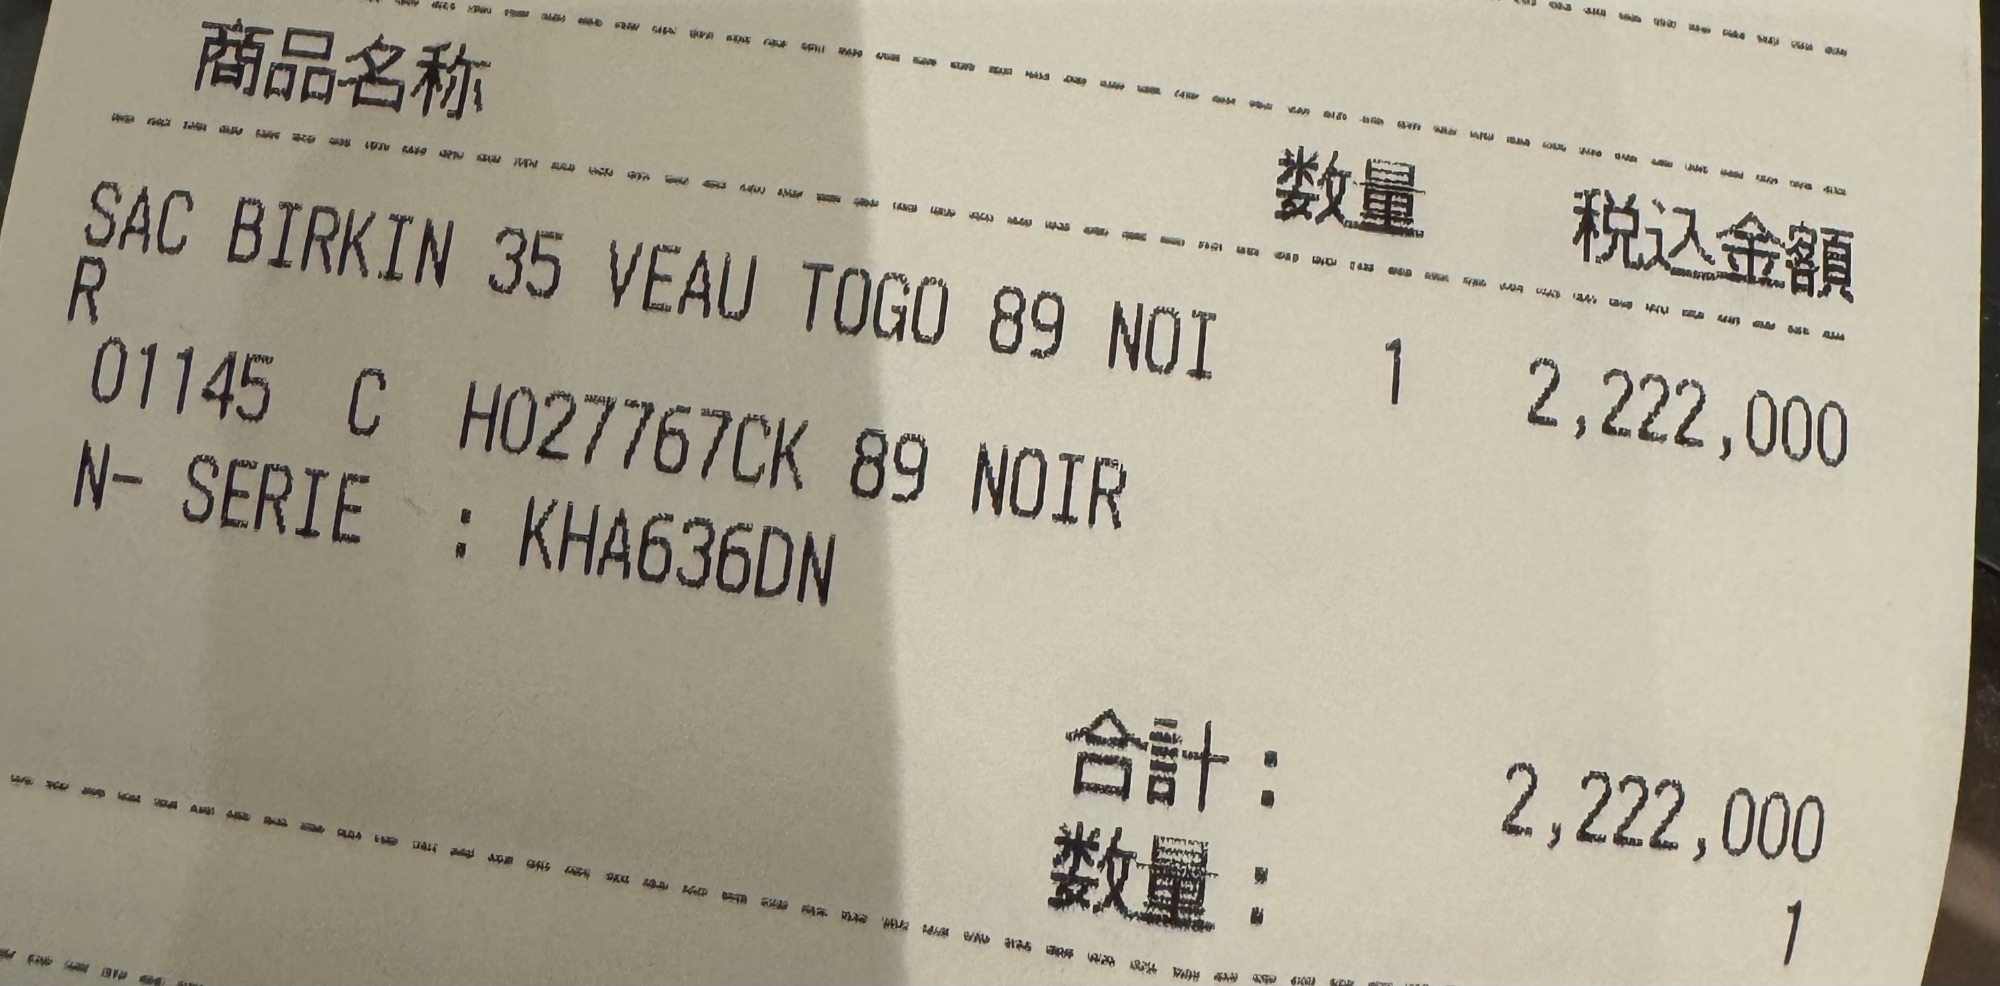 商品名称
数量 税込金額
SAC BIRKIN 35 VEAU TOGO 89 NOI 1 2,222,000
R
01145 C H027767CK 89 NOIR
N- SERIE : KHA636DN
合計: 2,222,000
数量: 1